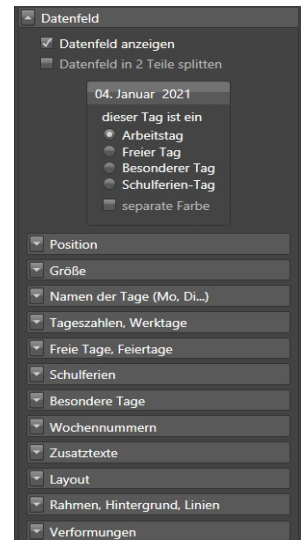 Datenfeld
Datenfeld anzeigen
Datenfeld in 2 Teile splitten
04. Januar 2021
dieser Tag ist ein
Arbeitstag
Freier Tag
Besonderer Tag
Schulferien-Tag
separate Farbe
Position
Größe
Namen der Tage (Mo, Di...)
Tageszahlen, Werktage
Freie Tage, Feiertage
Schulferien
Besondere Tage
Wochennummern
Zusatztexte
Layout
Rahmen, Hintergrund, Linien
Verformungen